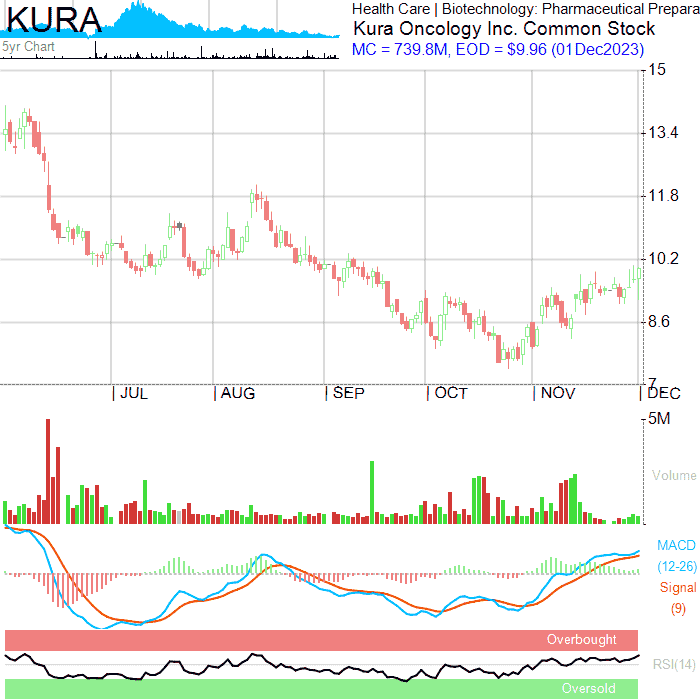 KURA
5yr Chart
Health Care | Biotechnology: Pharmaceutical Prepara
Kura Oncology Inc. Common Stock
MC = 739.8M, EOD = $9.96 (01Dec2023)
15
13.4
11.8
10.2
8.6
7
JUL
AUG
SEP
OCT
NOV
DEC
5M
Volume
MACD
(12-26)
Signal
(9)
Overbought
RSI(14)
Oversold